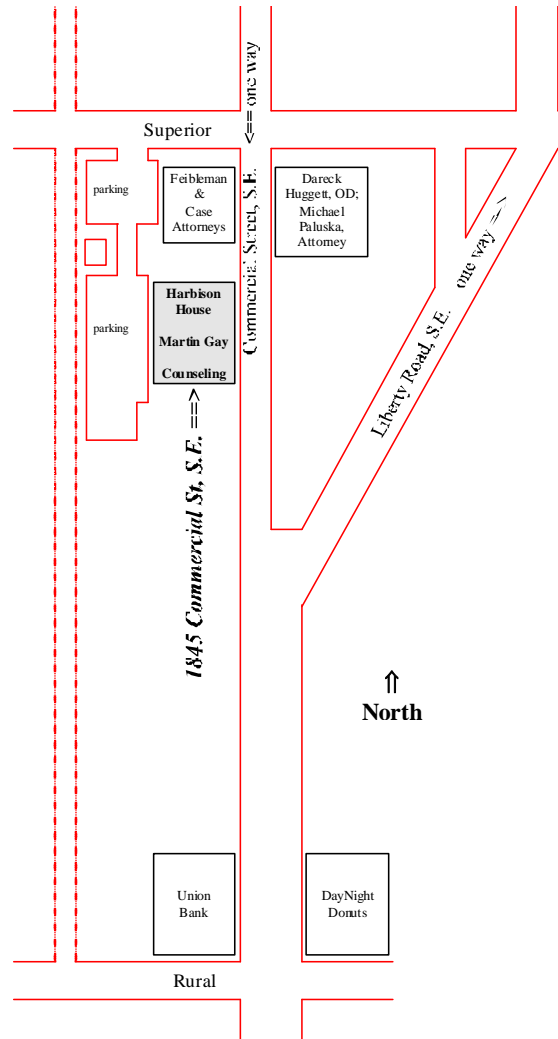 <== one way
Superior
parking
Feibleman
&
Case
Attorneys
Commercial Street, S.E.
Dareck
Huggett, OD;
Michael
Paluska,
Attorney
one way ==>
parking
Harbison
House
Martin Gay
Counseling
Liberty Road, S.E.
1845 Commercial St, S.E. ==>
⇑
North
Union
Bank
DayNight
Donuts
Rural